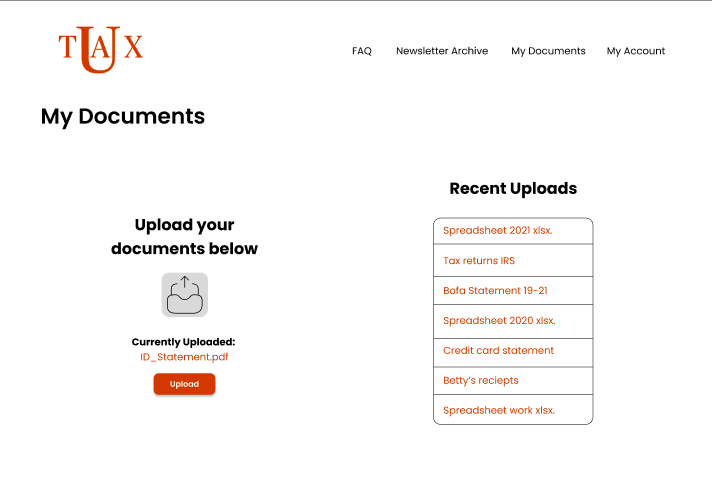 TUAX
FAQ
Newsletter Archive
My Documents
My Account
My Documents
Upload your
documents below
Currently Uploaded:
ID_Statement.pdf
Upload
Recent Uploads
Spreadsheet 2021 xlsx.
Tax returns IRS
Bofa Statement 19-21
Spreadsheet 2020 xlsx.
Credit card statement
Betty's reciepts
Spreadsheet work xlsx.